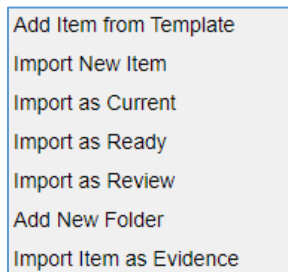 Add Item from Template
Import New Item
Import as Current
Import as Ready
Import as Review
Add New Folder
Import Item as Evidence